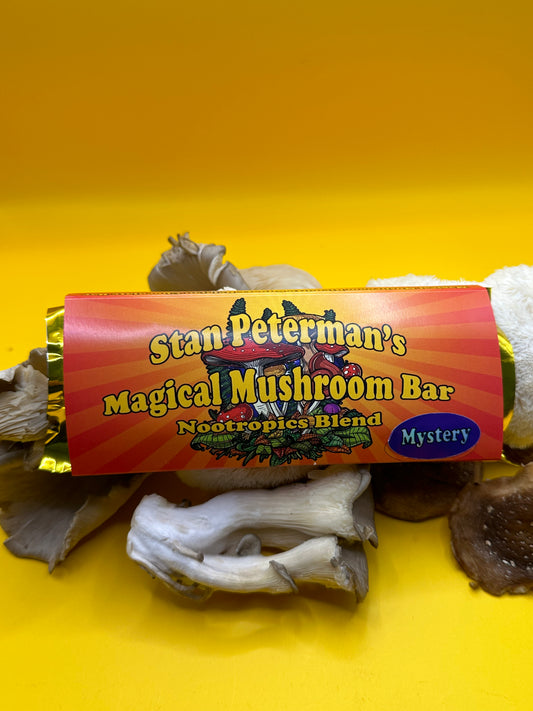 Stan Peterman's
Magical Mushroom Bar
Nootropics Blend
Mystery